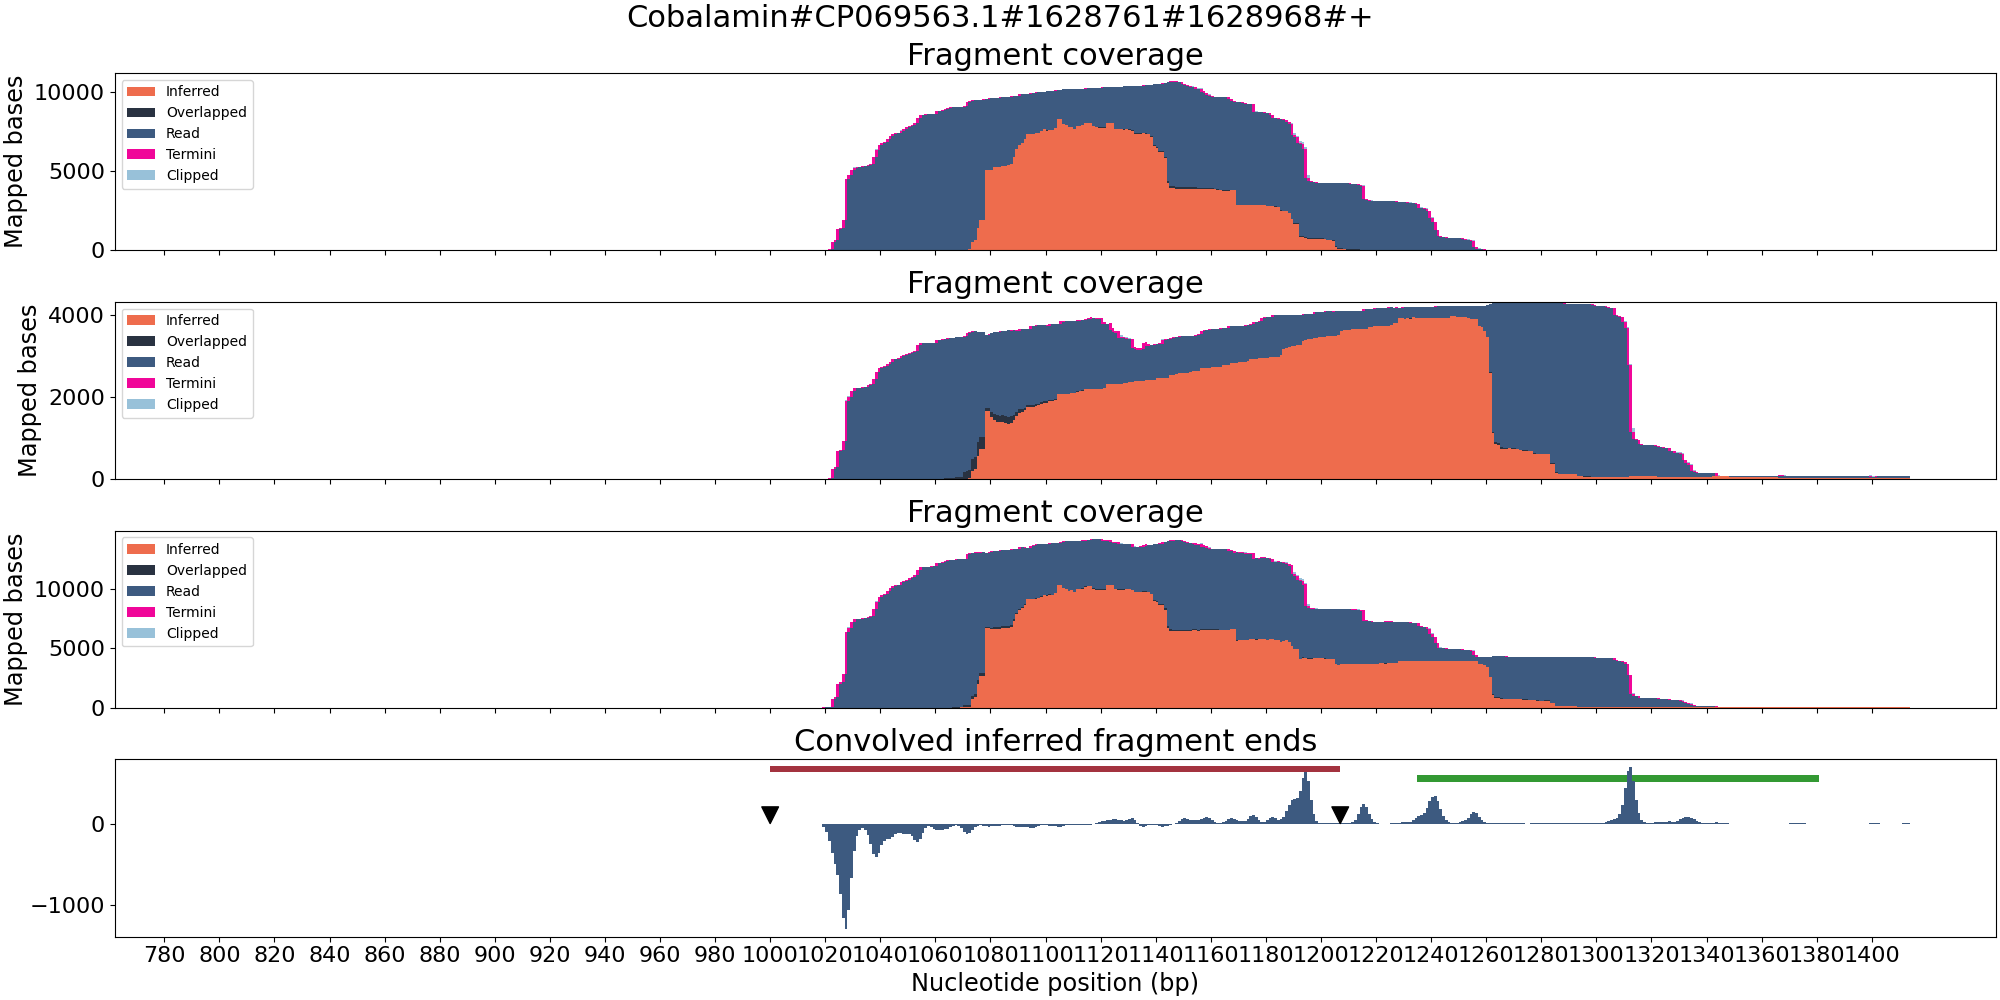 Cobalamin#CP069563.1#1628761#1628968#+
Fragment coverage
Mapped bases
10000
5000
0
Inferred
Overlapped
Read
Termini
Clipped
Fragment coverage
Mapped bases
4000
2000
0
Inferred
Overlapped
Read
Termini
Clipped
Fragment coverage
Mapped bases
10000
5000
0
Inferred
Overlapped
Read
Termini
Clipped
Convolved inferred fragment ends
0
−1000
780 800 820 840 860 880 900 920 940 960 980 1000 1020 1040 1060 1080 1100 1120 1140 1160 1180 1200 1220 1240 1260 1280 1300 1320 1340 1360 1380 1400
Nucleotide position (bp)